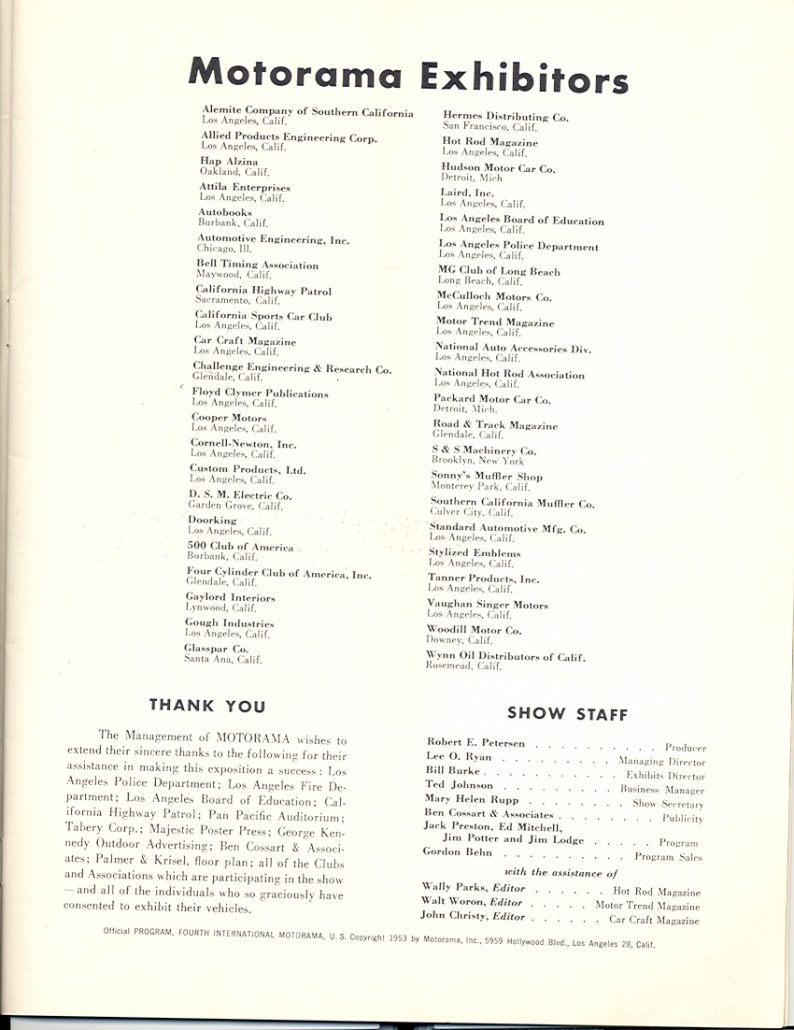 Motorama Exhibitors
Alemite Company of Southern California
Los Angeles, Calif.
Allied Products Engineering Corp.
Los Angeles, Calif.
Hap Alzina
Oakland, Calif.
Attila Enterprises
Los Angeles, Calif.
Autobooks
Burbank, Calif.
Automotive Engineering, Inc.
Chicago, Ill.
Bell Timing Association
Maywood, Calif.
California Highway Patrol
Sacramento, Calif.
California Sports Car Club
Los Angeles, Calif.
Car Craft Magazine
Los Angeles, Calif.
Challenge Engineering & Research Co.
Glendale, Calif.
Floyd Clymer Publications
Los Angeles, Calif.
Cooper Motors
Los Angeles, Calif.
Cornell-Newton, Inc.
Los Angeles, Calif.
Custom Products, Ltd.
Los Angeles, Calif.
D. S. M. Electric Co.
Garden Grove, Calif.
Doorking
Los Angeles, Calif.
500 Club of America
Burbank, Calif.
Four Cylinder Club of America, Inc.
Glendale, Calif.
Gaylord Interiors
Lynwood, Calif.
Gough Industries
Los Angeles, Calif.
Glasspar Co.
Santa Ana, Calif.
Hermes Distributing Co.
San Francisco, Calif.
Hot Rod Magazine
Los Angeles, Calif.
Hudson Motor Car Co.
Detroit, Mich
Laird, Inc.
Los Angeles, Calif.
Los Angeles Board of Education
Los Angeles, Calif.
Los Angeles Police Department
Los Angeles, Calif.
MG Club of Long Beach
Long Beach, Calif.
McCulloch Motors Co.
Los Angeles, Calif.
Motor Trend Magazine
Los Angeles, Calif.
National Auto Accessories Div.
Los Angeles, Calif.
National Hot Rod Association
Los Angeles, Calif.
Packard Motor Car Co.
Detroit, Mich.
Road & Track Magazine
Glendale, Calif.
S & S Machinery Co.
Brooklyn, New York
Sonny's Muffler Shop
Monterey Park, Calif.
Southern California Muffler Co.
Culver City, Calif.
Standard Automotive Mfg. Co.
Los Angeles, Calif.
Stylized Emblems
Los Angeles, Calif.
Tanner Products, Inc.
Los Angeles, Calif.
Vaughan Singer Motors
Los Angeles, Calif.
Woodill Motor Co.
Downey, Calif.
Wynn Oil Distributors of Calif.
Rosemead, Calif.
THANK YOU
The Management of MOTORAMA wishes to
extend their sincere thanks to the following for their
assistance in making this exposition a success: Los
Angeles Police Department; Los Angeles Fire De-
partment; Los Angeles Board of Education; Cal-
ifornia Highway Patrol; Pan Pacific Auditorium;
Tabery Corp.; Majestic Poster Press; George Ken-
nedy Outdoor Advertising; Ben Cossart & Associ-
ates; Palmer & Krisel, floor plan; all of the Clubs
and Associations which are participating in the show
—and all of the individuals who so graciously have
consented to exhibit their vehicles.
SHOW STAFF
Robert E. Petersen . . . . . . . . . . Producer
Lee O. Ryan . . . . . . . . . Managing Director
Bill Burke . . . . . . . . . . Exhibits Director
Ted Johnson . . . . . . . . . Business Manager
Mary Helen Rupp . . . . . . . . Show Secretary
Ben Cossart & Associates . . . . . . . . Publicity
Jack Preston, Ed Mitchell,
Jim Potter and Jim Lodge . . . . . Program
Gordon Behn . . . . . . . . . . Program Sales
with the assistance of
Wally Parks, Editor . . . . . . Hot Rod Magazine
Walt Woron, Editor . . . . . Motor Trend Magazine
John Christy, Editor . . . . . . Car Craft Magazine
Official PROGRAM, FOURTH INTERNATIONAL MOTORAMA, U. S. Copyright 1953 by Motorama, Inc., 5959 Hollywood Blvd., Los Angeles 28, Calif.